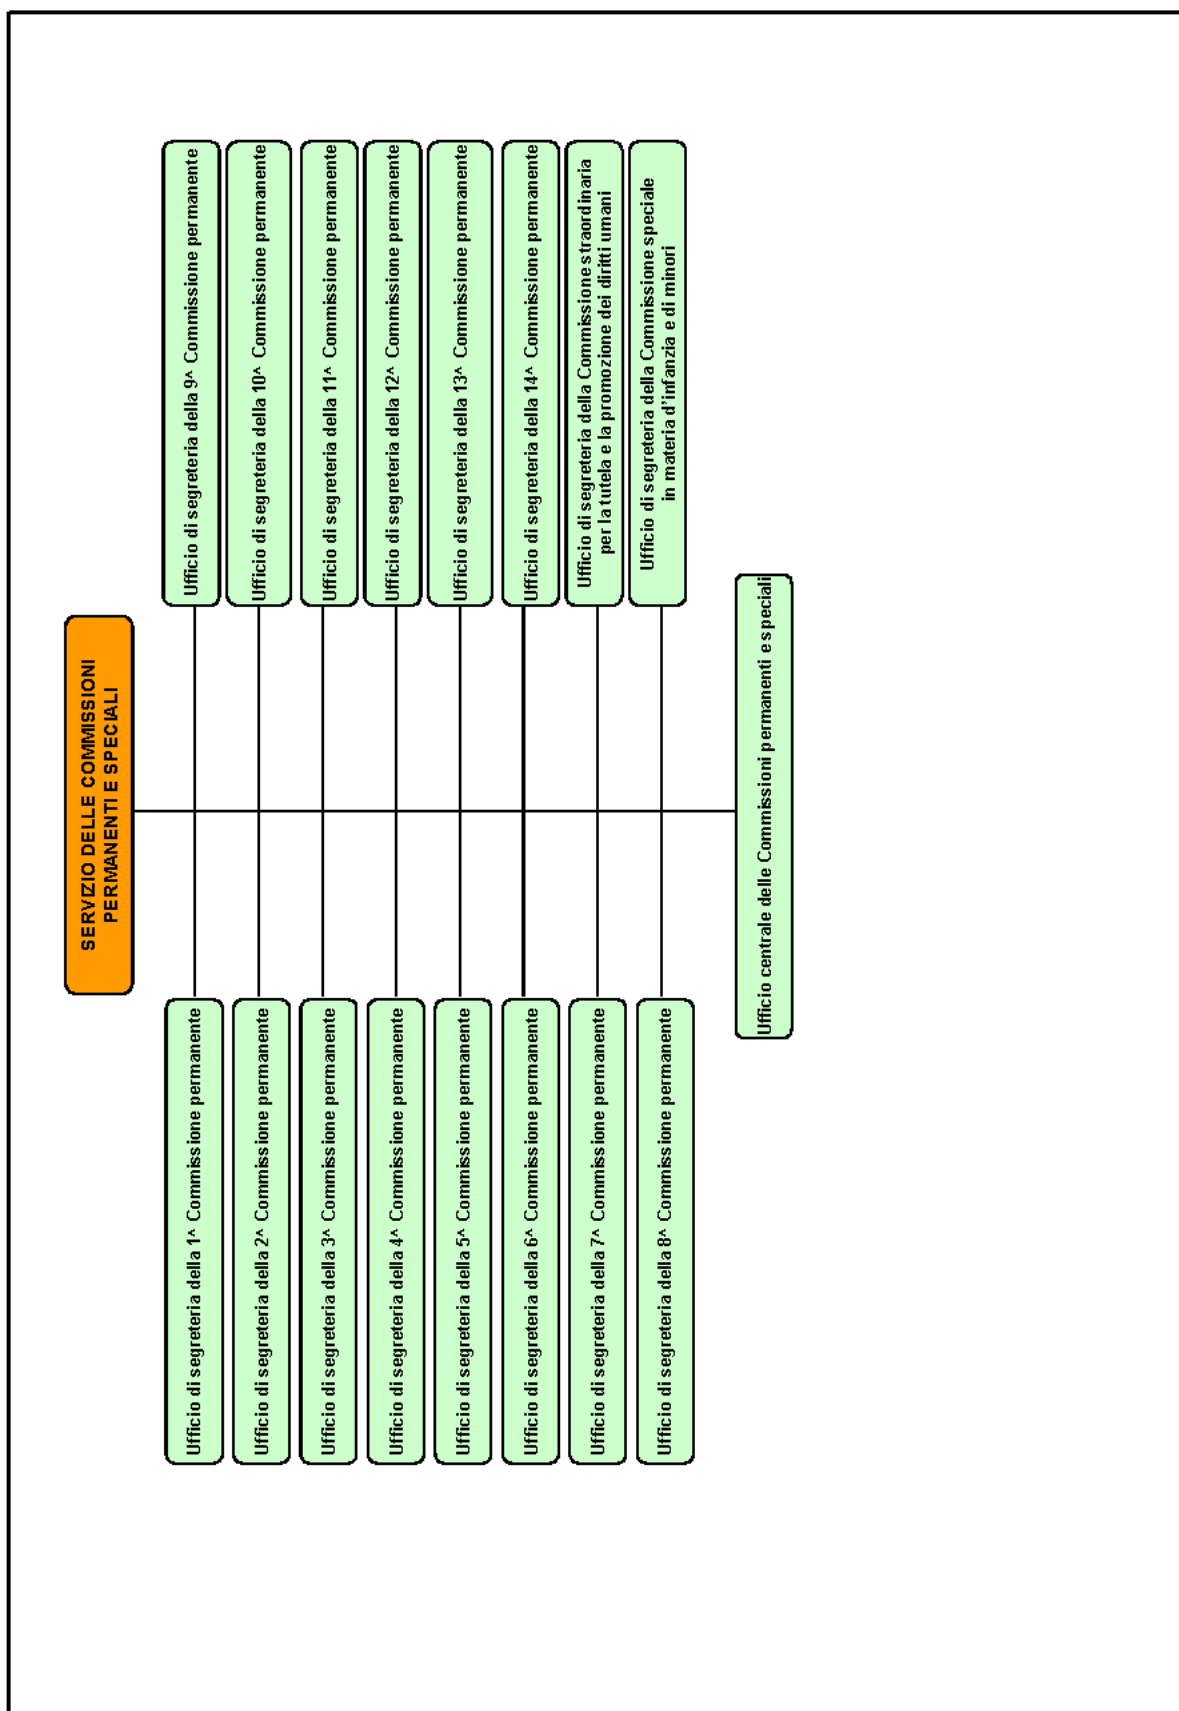 SERVIZIO DELLE COMMISSIONI
PERMANENTI E SPECIALI
Ufficio di segreteria della 1^ Commissione permanente
Ufficio di segreteria della 2^ Commissione permanente
Ufficio di segreteria della 3^ Commissione permanente
Ufficio di segreteria della 4^ Commissione permanente
Ufficio di segreteria della 5^ Commissione permanente
Ufficio di segreteria della 6^ Commissione permanente
Ufficio di segreteria della 7^ Commissione permanente
Ufficio di segreteria della 8^ Commissione permanente
Ufficio di segreteria della 9^ Commissione permanente
Ufficio di segreteria della 10^ Commissione permanente
Ufficio di segreteria della 11^ Commissione permanente
Ufficio di segreteria della 12^ Commissione permanente
Ufficio di segreteria della 13^ Commissione permanente
Ufficio di segreteria della 14^ Commissione permanente
Ufficio di segreteria della Commissione straordinaria
per la tutela e la promozione dei diritti umani
Ufficio di segreteria della Commissione speciale
in materia d'infanzia e di minori
Ufficio centrale delle Commissioni permanenti e speciali